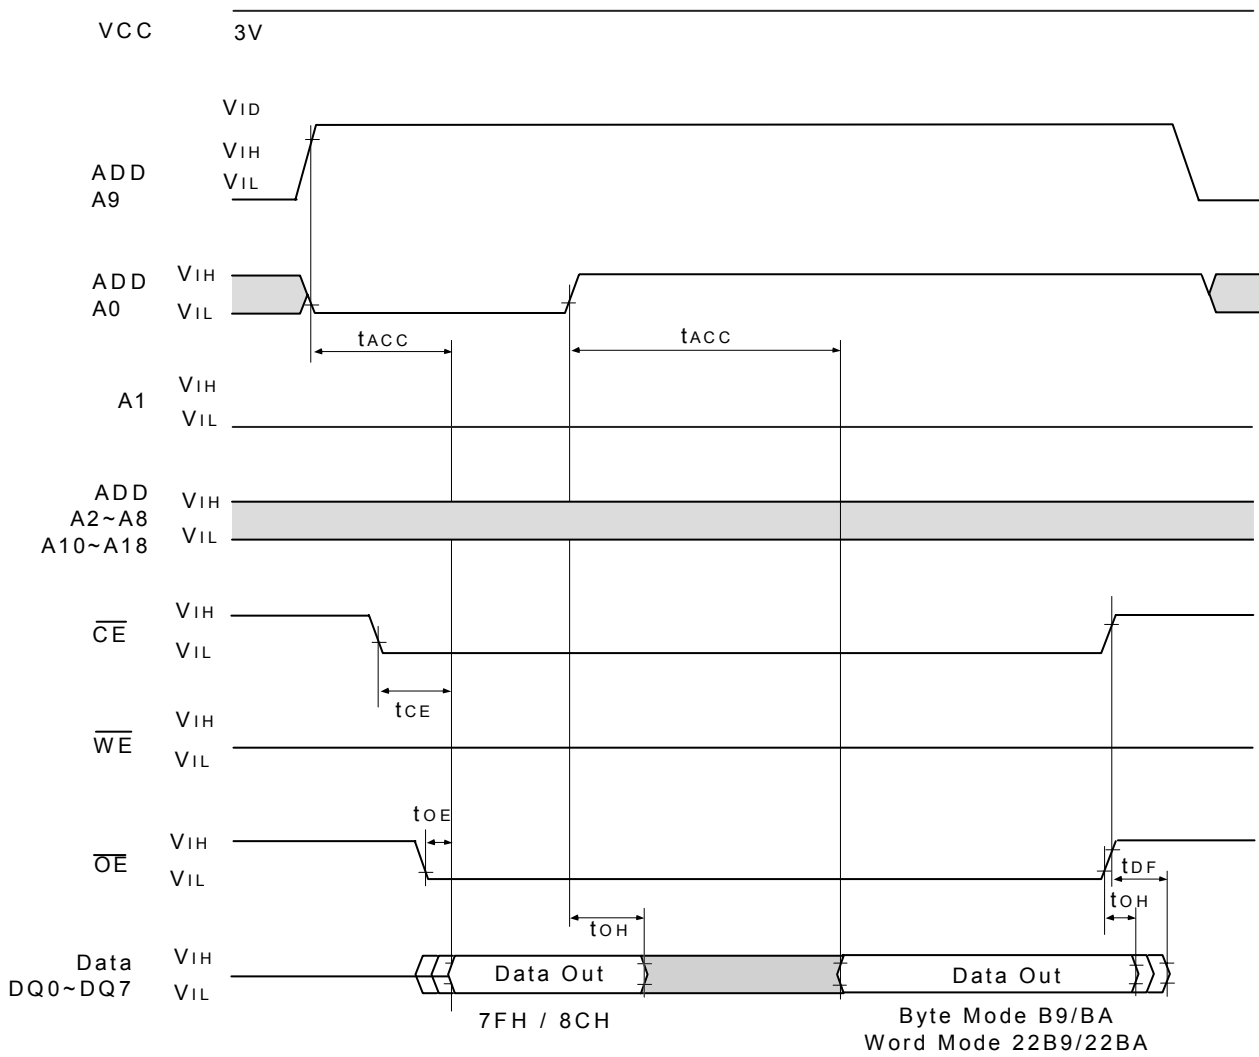 VCC 3V
VID
VIH
ADD
A9
VIL
ADD
A0
VIH
VIL
tACC tACC
A1
VIH
VIL
ADD
A2~A8
A10~A18
VIH
VIL
CE
VIH
VIL
tCE
WE
VIH
VIL
tOE
OE
VIH
VIL
tDF
tOH tOH
Data
DQ0~DQ7
VIH
VIL
Data Out Data Out
7FH / 8CH
Byte Mode B9/BA
Word Mode 22B9/22BA